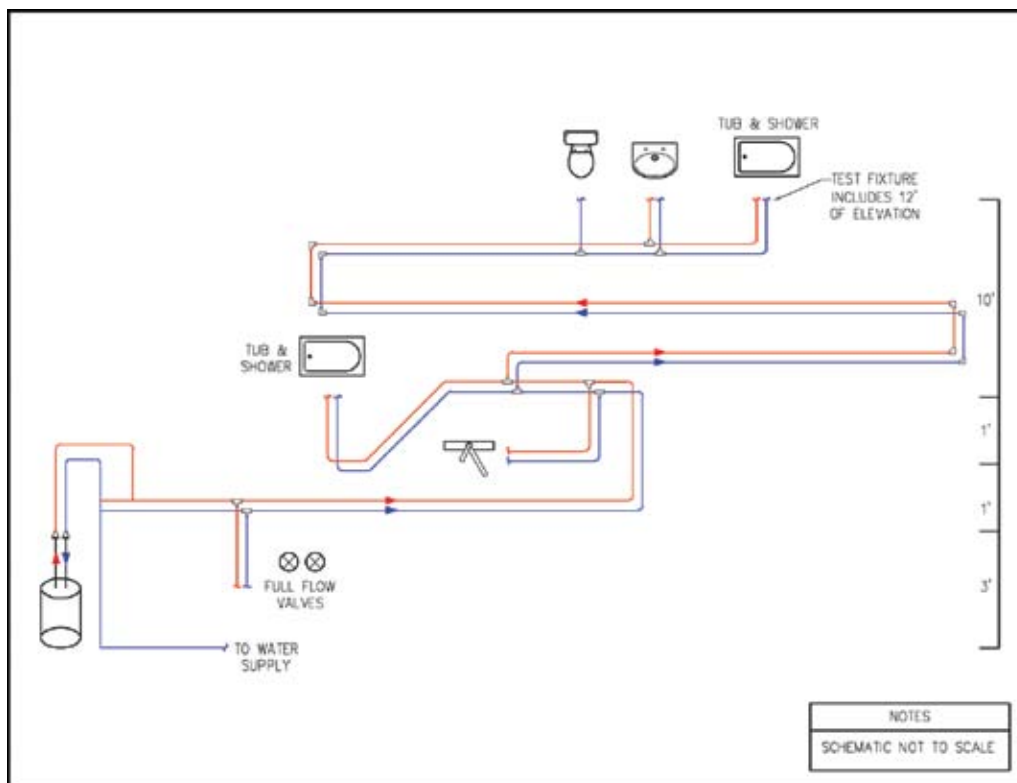 TUB & SHOWER
TEST FIXTURE
INCLUDES 12"
OF ELEVATION
10'
TUB &
SHOWER
1'
1'
FULL FLOW
VALVES
3'
TO WATER
SUPPLY
NOTES
SCHEMATIC NOT TO SCALE